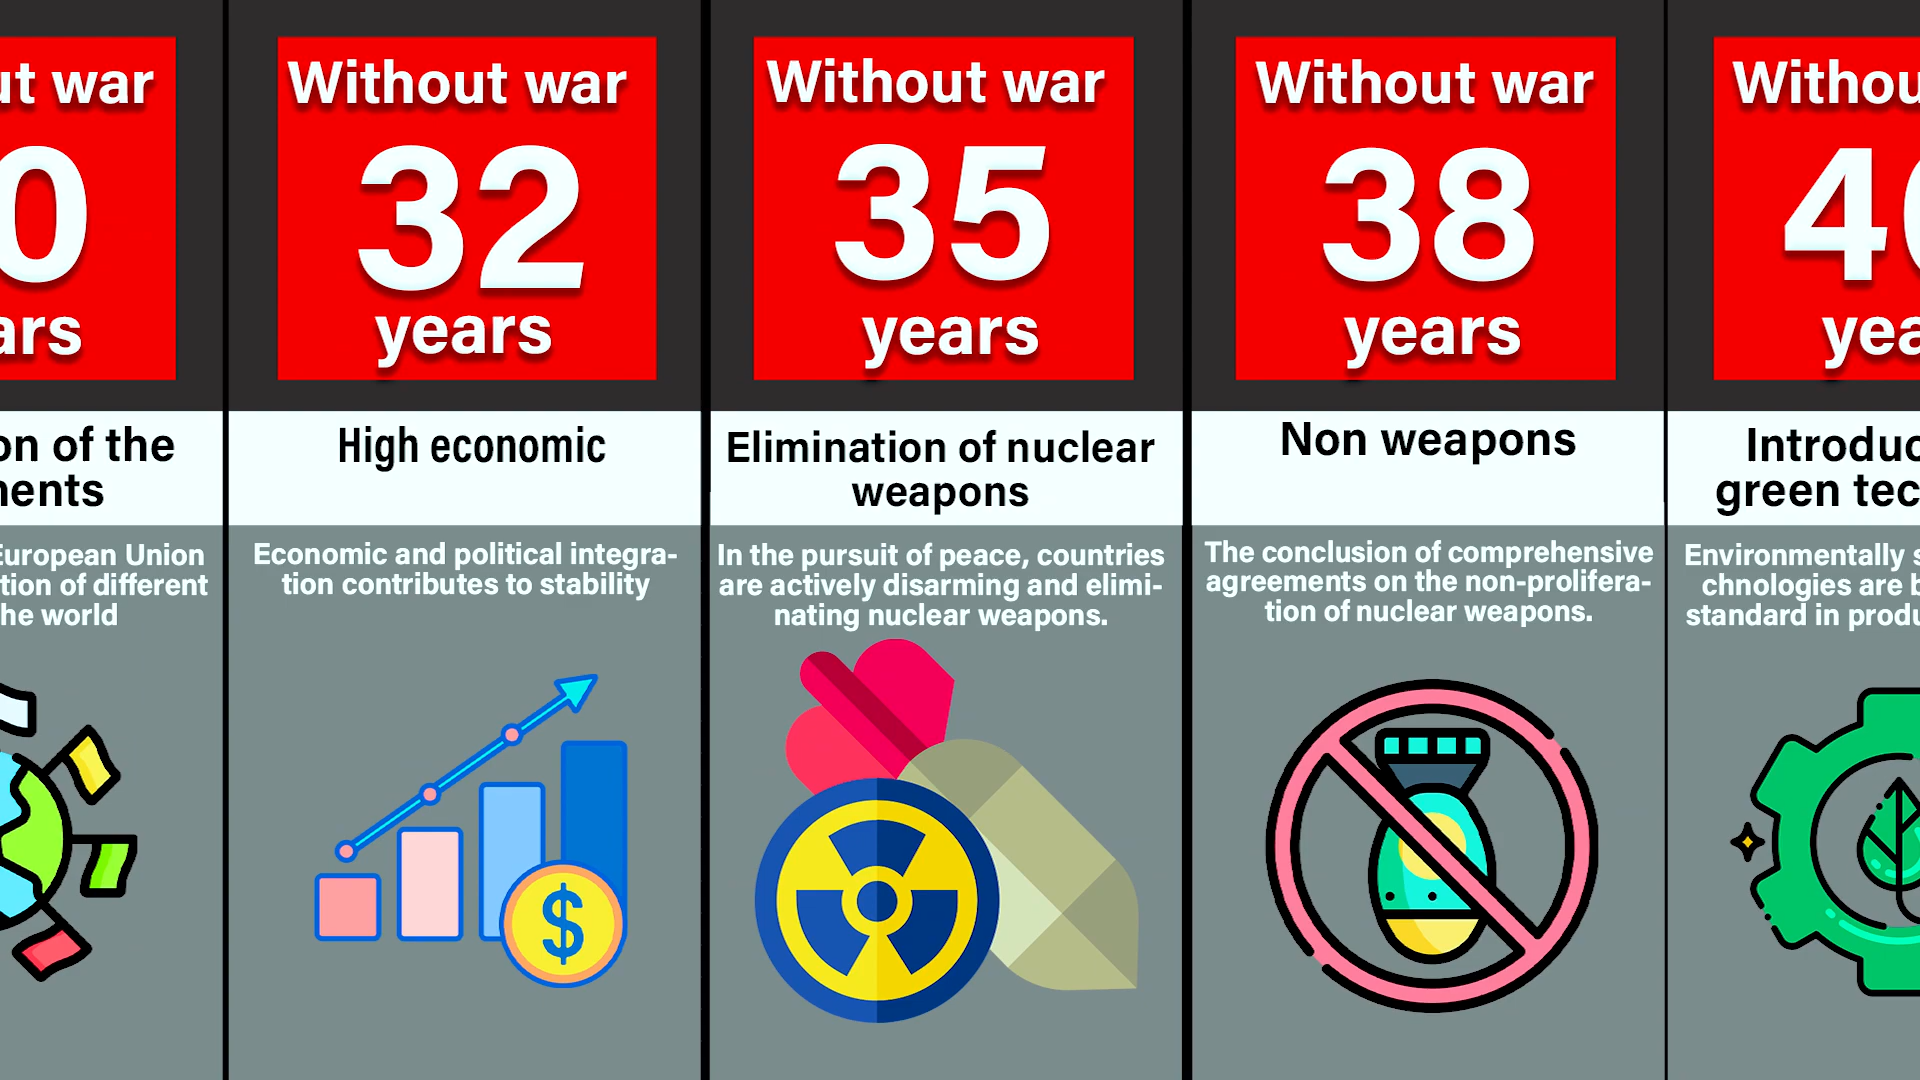 ut war
0
ars
on of the
nents
European Union
tion of different
he world
Without war
32
years
High economic
Economic and political integra-
tion contributes to stability
Without war
35
years
Elimination of nuclear
weapons
In the pursuit of peace, countries
are actively disarming and elimi-
nating nuclear weapons.
$
Without war
38
years
Non weapons
The conclusion of comprehensive
agreements on the non-prolifera-
tion of nuclear weapons.
Withou
40
yea
Introduc
green tec
Environmentally s
chnologies are b
standard in produ